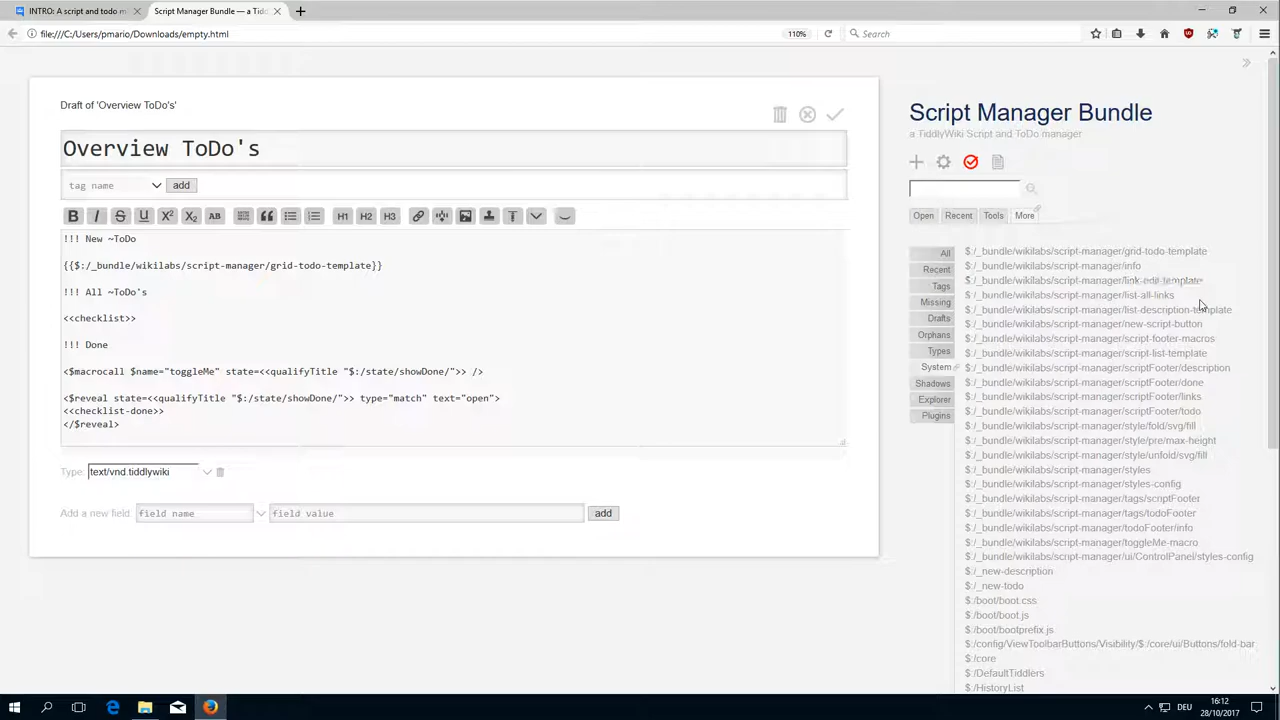 INTRO: A script and todo m
Script Manager Bundle — a Ti
file:///C:/Users/pmario/Downloads/empty.html
110%
Search
Draft of 'Overview ToDo's'
Overview ToDo's
tag name
add
B I S U X² X₂ AB H1 H2 H3
!!! New ~ToDo
{{$:/_bundle/wikilabs/script-manager/grid-todo-template}}
!!! All ~ToDo's
<<checklist>>
!!! Done
<$macrocall $name="toggleMe" state=<<qualifyTitle "$:/state/showDone/">> />
<$reveal state=<<qualifyTitle "$:/state/showDone/">> type="match" text="open">
<<checklist-done>>
</$reveal>
Type: text/vnd.tiddlywiki
Add a new field: field name field value add
Script Manager Bundle
a TiddlyWiki Script and ToDo manager
Open Recent Tools More
All
Recent
Tags
Missing
Drafts
Orphans
Types
System
Shadows
Explorer
Plugins
$:/_bundle/wikilabs/script-manager/grid-todo-template
$:/_bundle/wikilabs/script-manager/info
$:/_bundle/wikilabs/script-manager/link-edit-template
$:/_bundle/wikilabs/script-manager/list-all-links
$:/_bundle/wikilabs/script-manager/list-description-template
$:/_bundle/wikilabs/script-manager/new-script-button
$:/_bundle/wikilabs/script-manager/script-footer-macros
$:/_bundle/wikilabs/script-manager/script-list-template
$:/_bundle/wikilabs/script-manager/scriptFooter/description
$:/_bundle/wikilabs/script-manager/scriptFooter/done
$:/_bundle/wikilabs/script-manager/scriptFooter/links
$:/_bundle/wikilabs/script-manager/scriptFooter/todo
$:/_bundle/wikilabs/script-manager/style/fold/svg/fill
$:/_bundle/wikilabs/script-manager/style/pre/max-height
$:/_bundle/wikilabs/script-manager/style/unfold/svg/fill
$:/_bundle/wikilabs/script-manager/styles
$:/_bundle/wikilabs/script-manager/styles-config
$:/_bundle/wikilabs/script-manager/tags/scriptFooter
$:/_bundle/wikilabs/script-manager/tags/todoFooter
$:/_bundle/wikilabs/script-manager/todoFooter/info
$:/_bundle/wikilabs/script-manager/toggleMe-macro
$:/_bundle/wikilabs/script-manager/ui/ControlPanel/styles-config
$:/_new-description
$:/_new-todo
$:/boot/boot.css
$:/boot/boot.js
$:/boot/bootprefix.js
$:/config/ViewToolbarButtons/Visibility/$:/core/ui/Buttons/fold-bar
$:/core
$:/DefaultTiddlers
$:/HistoryList
DEU
16:12
28/10/2017